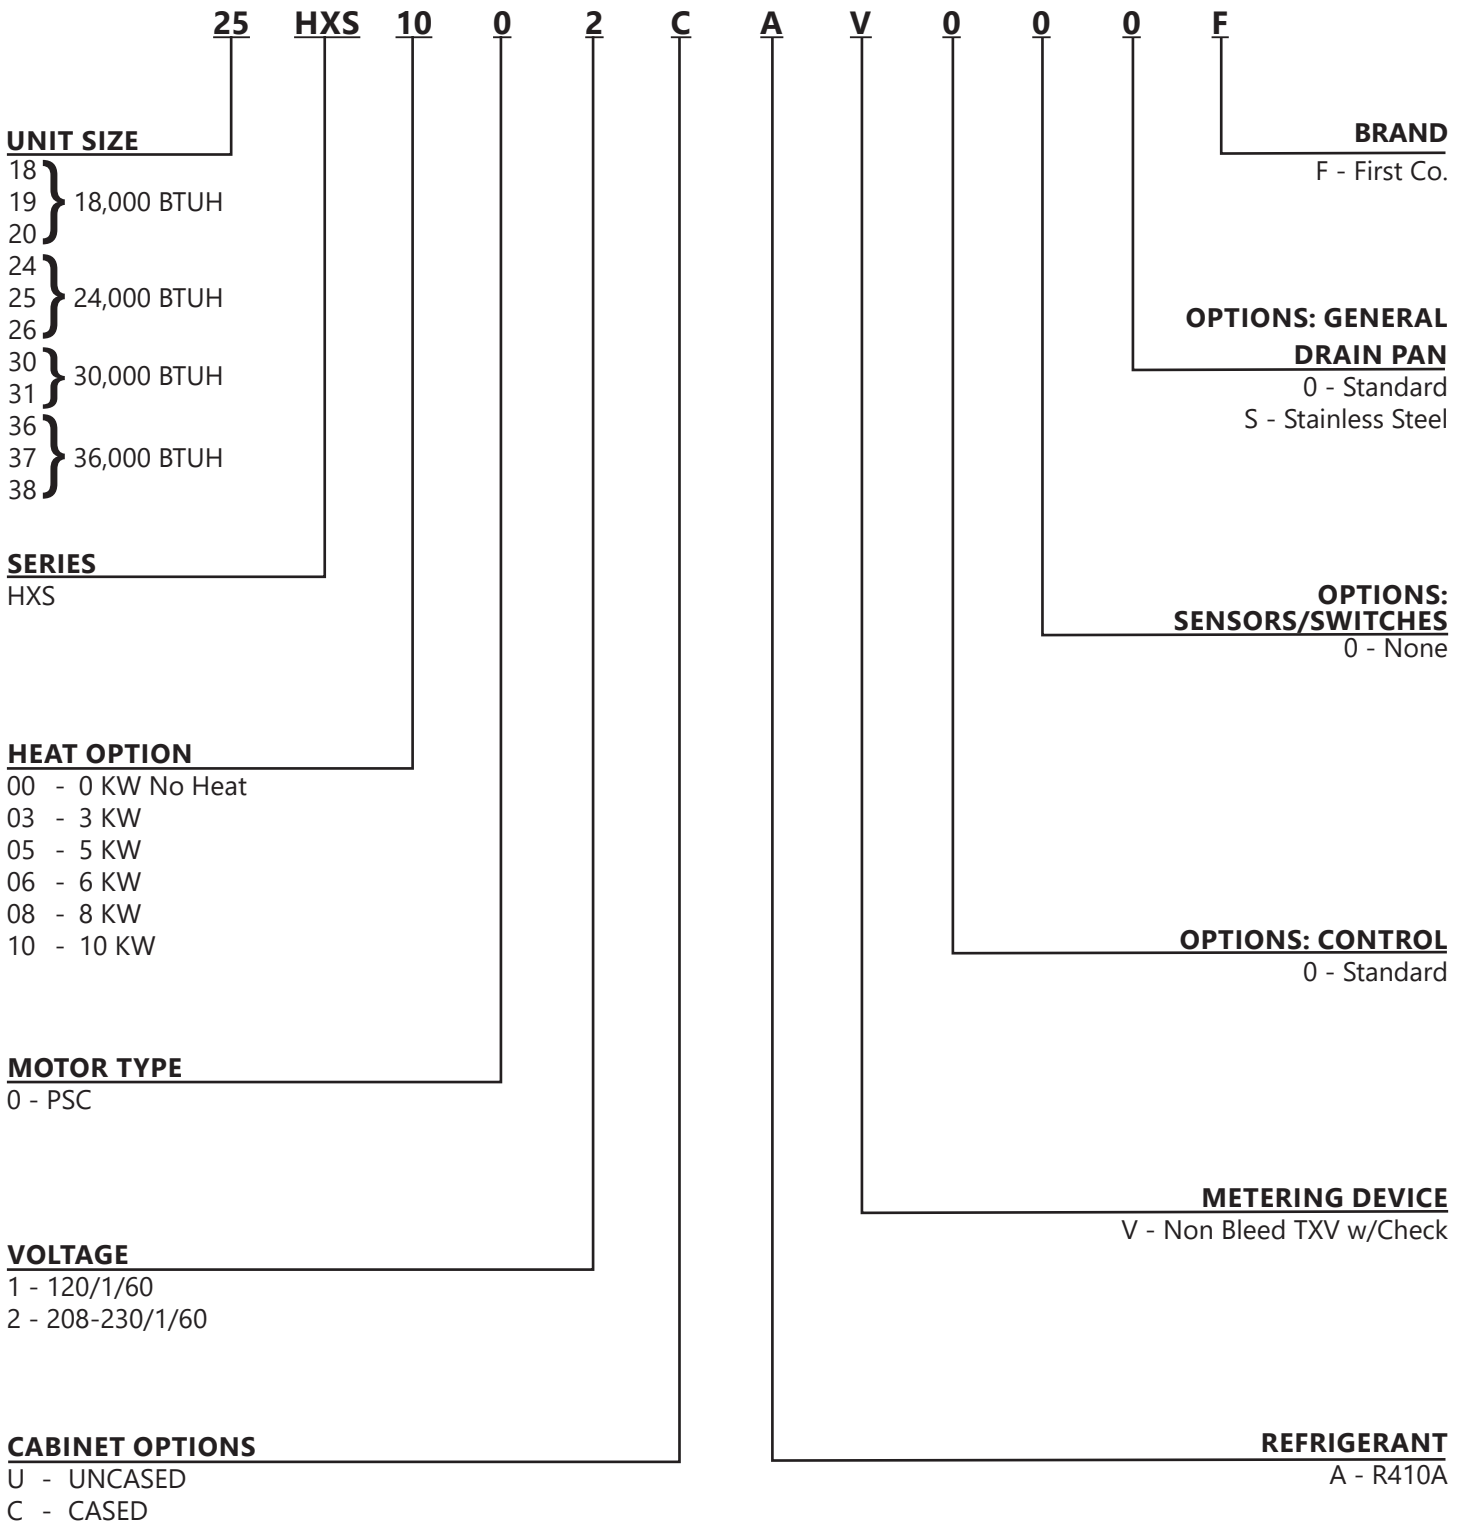 25 HXS 10 0 2 C A V 0 0 0 F
UNIT SIZE
18
19
20
18,000 BTUH
24
25
26
24,000 BTUH
30
31
30,000 BTUH
36
37
38
36,000 BTUH
SERIES
HXS
HEAT OPTION
00 - 0 KW No Heat
03 - 3 KW
05 - 5 KW
06 - 6 KW
08 - 8 KW
10 - 10 KW
MOTOR TYPE
0 - PSC
VOLTAGE
1 - 120/1/60
2 - 208-230/1/60
CABINET OPTIONS
U - UNCASED
C - CASED
BRAND
F - First Co.
OPTIONS: GENERAL
DRAIN PAN
0 - Standard
S - Stainless Steel
OPTIONS:
SENSORS/SWITCHES
0 - None
OPTIONS: CONTROL
0 - Standard
METERING DEVICE
V - Non Bleed TXV w/Check
REFRIGERANT
A - R410A